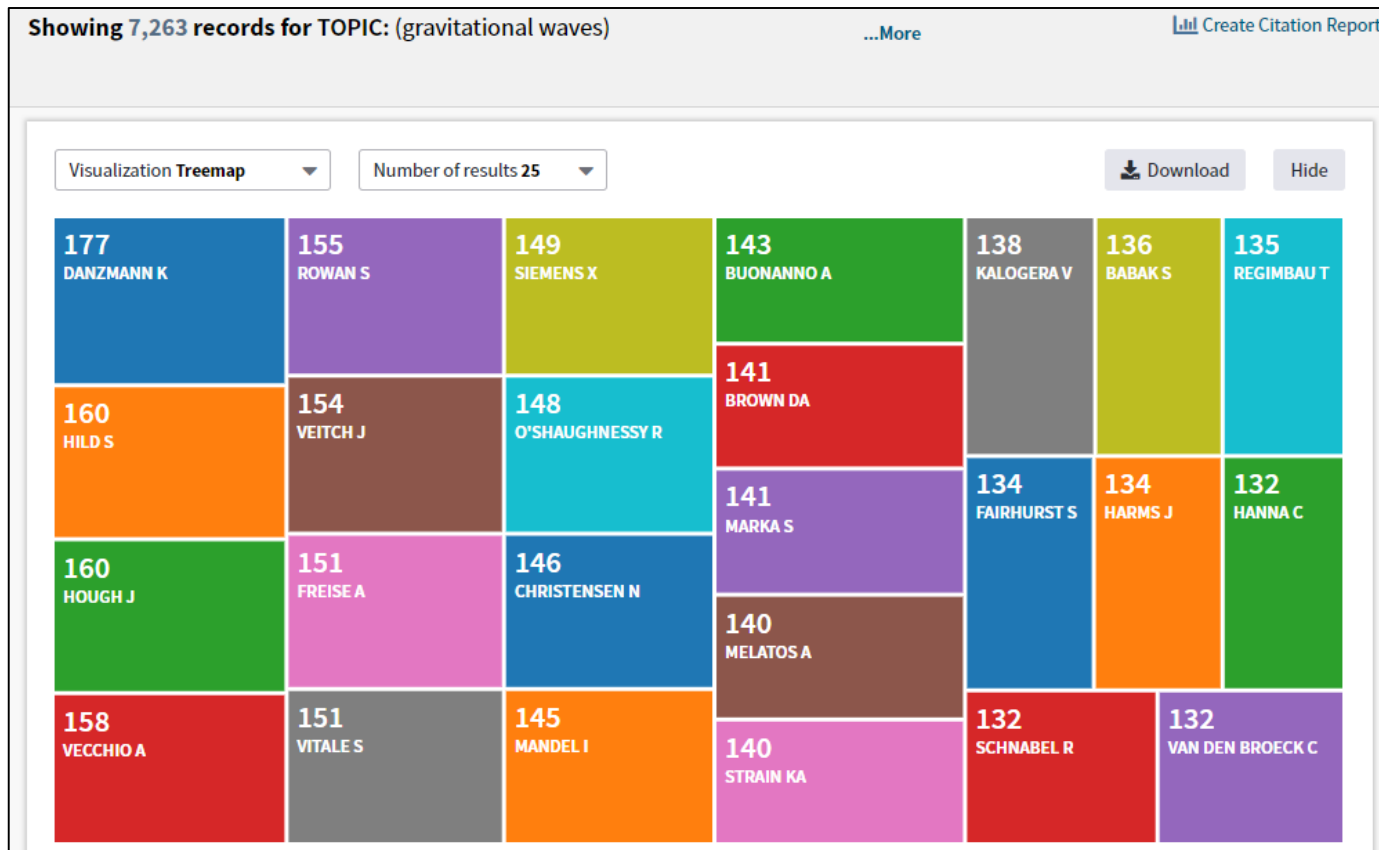 Showing 7,263 records for TOPIC: (gravitational waves)
...More
Create Citation Report
Visualization Treemap
Number of results 25
Download
Hide
177
DANZMANN K
160
HILD S
160
HOUGH J
158
VECCHIO A
155
ROWAN S
154
VEITCH J
151
FREISE A
151
VITALE S
149
SIEMENS X
148
O'SHAUGHNESSY R
146
CHRISTENSEN N
145
MANDEL I
143
BUONANNO A
141
BROWN DA
141
MARKA S
140
MELATOS A
140
STRAIN KA
138
KALOGERA V
136
BABAK S
135
REGIMBAU T
134
FAIRHURST S
134
HARMS J
132
HANNA C
132
SCHNABEL R
132
VAN DEN BROECK C